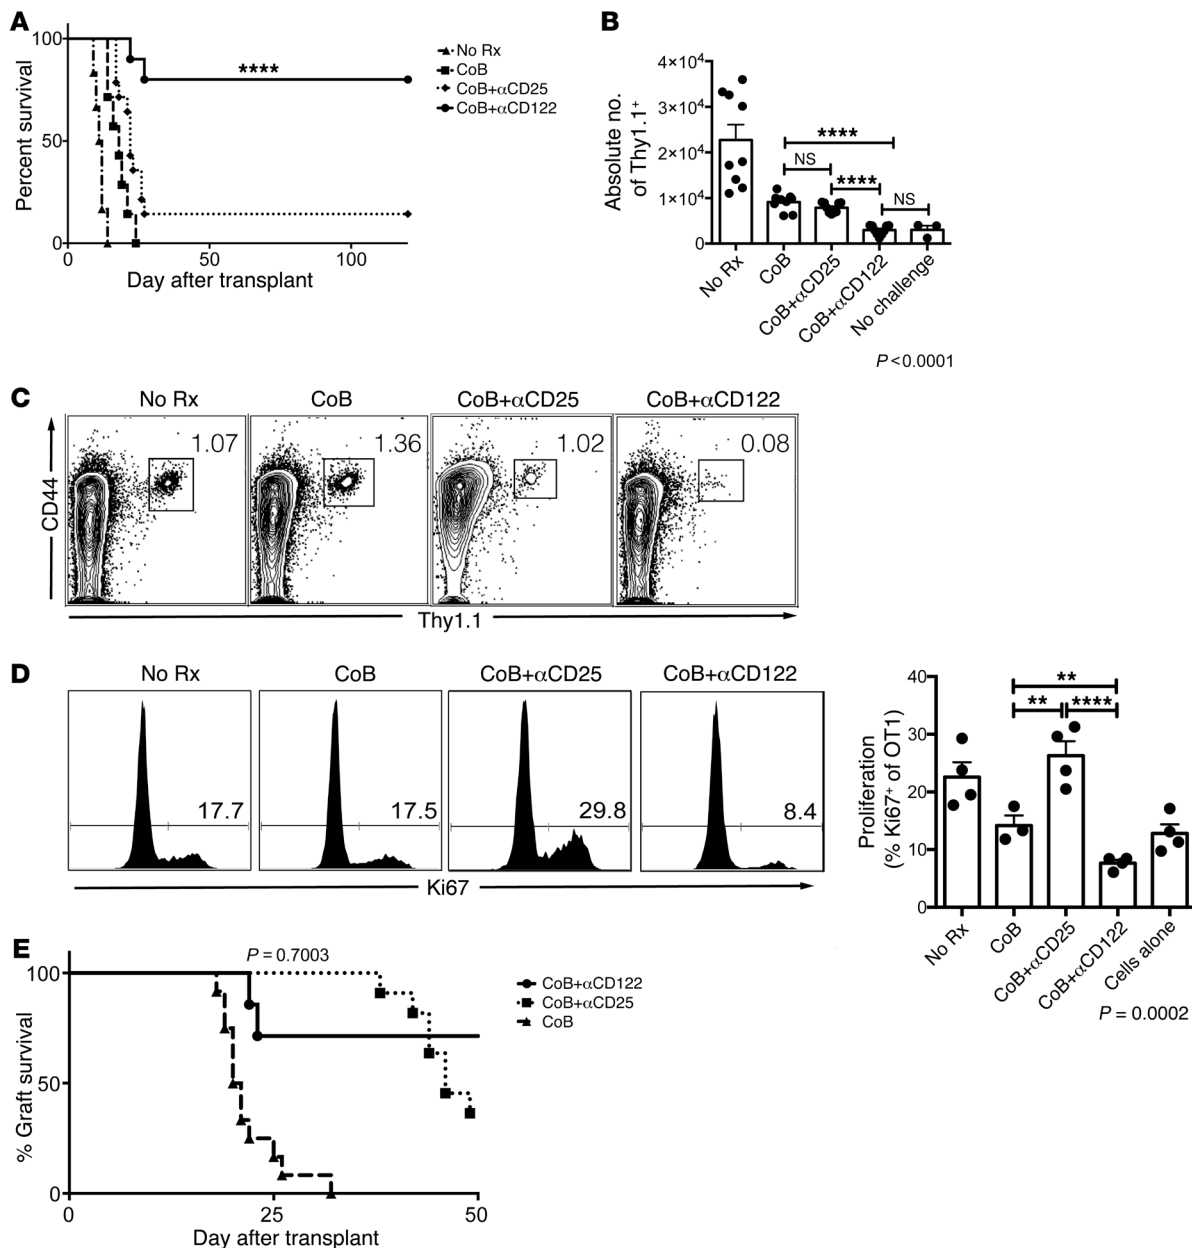 A
100
50
0
Percent survival
0 50 100
Day after transplant
****
No Rx
CoB
CoB+αCD25
CoB+αCD122
B
Absolute no.
of Thy1.1⁺
4×10⁴
3×10⁴
2×10⁴
1×10⁴
0
****
NS
****
NS
No Rx
CoB
CoB+αCD25
CoB+αCD122
No challenge
P<0.0001
C
No Rx CoB CoB+αCD25 CoB+αCD122
1.07 1.36 1.02 0.08
CD44
Thy1.1
D
No Rx CoB CoB+αCD25 CoB+αCD122
17.7 17.5 29.8 8.4
Ki67
Proliferation
(% Ki67⁺ of OT1)
40
30
20
10
0
**
** ****
No Rx
CoB
CoB+αCD25
CoB+αCD122
Cells alone
P = 0.0002
E
P = 0.7003
% Graft survival
100
50
0
0 25 50
Day after transplant
CoB+αCD122
CoB+αCD25
CoB